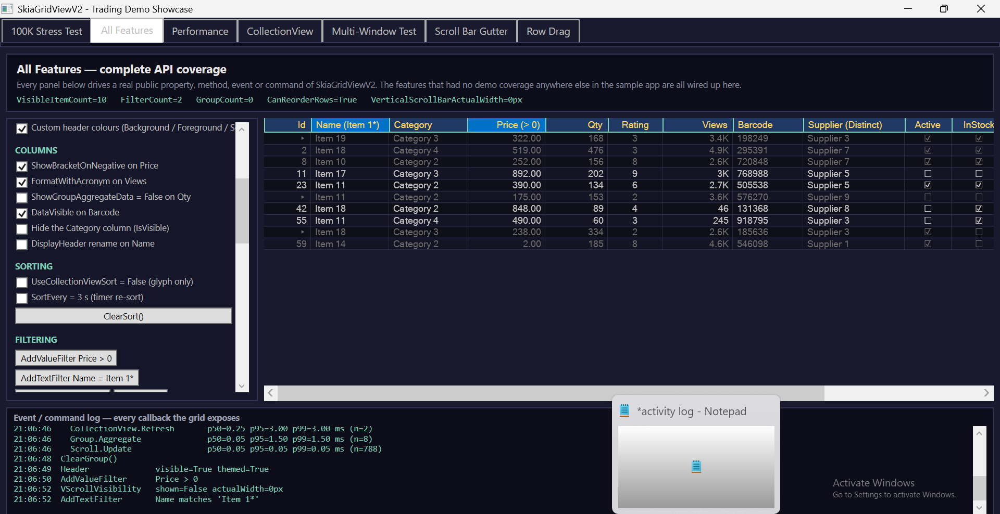 SkiaGridViewV2 - Trading Demo Showcase
100K Stress Test All Features Performance CollectionView Multi-Window Test Scroll Bar Gutter Row Drag
All Features — complete API coverage
Every panel below drives a real public property, method, event or command of SkiaGridViewV2. The features that had no demo coverage anywhere else in the sample app are all wired up here.
VisibleItemCount=10 FilterCount=2 GroupCount=0 CanReorderRows=True VerticalScrollBarActualWidth=0px
Custom header colours (Background / Foreground / S
COLUMNS
ShowBracketOnNegative on Price
FormatWithAcronym on Views
ShowGroupAggregateData = False on Qty
DataVisible on Barcode
Hide the Category column (IsVisible)
DisplayHeader rename on Name
SORTING
UseCollectionViewSort = False (glyph only)
SortEvery = 3 s (timer re-sort)
ClearSort()
FILTERING
AddValueFilter Price > 0
AddTextFilter Name = Item 1*
Id Name (Item 1*) Category Price (> 0) Qty Rating Views Barcode Supplier (Distinct) Active InStock
Item 19 Category 3 322.00 168 3 3.4K 198249 Supplier 3
2 Item 18 Category 4 519.00 476 3 4.9K 295391 Supplier 7
8 Item 10 Category 2 252.00 156 8 2.6K 720848 Supplier 7
11 Item 17 Category 3 892.00 202 9 3K 768988 Supplier 5
23 Item 11 Category 2 390.00 134 6 2.7K 505538 Supplier 5
Item 11 Category 2 175.00 153 2 3.6K 576270 Supplier 9
42 Item 18 Category 2 848.00 89 4 46 131368 Supplier 8
55 Item 11 Category 4 490.00 60 3 245 918795 Supplier 3
Item 18 Category 3 238.00 334 2 2.6K 185636 Supplier 3
59 Item 14 Category 2 2.00 185 8 4.6K 546098 Supplier 1
Event / command log — every callback the grid exposes
21:06:46 CollectionView.Refresh p50=0.25 p95=3.00 p99=3.00 ms (n=2)
21:06:46 Group.Aggregate p50=0.05 p95=1.50 p99=1.50 ms (n=8)
21:06:46 Scroll.Update p50=0.05 p95=0.05 p99=0.05 ms (n=788)
21:06:48 ClearGroup()
21:06:49 Header visible=True themed=True
21:06:50 AddValueFilter Price > 0
21:06:52 VScrollVisibility shown=False actualWidth=0px
21:06:52 AddTextFilter Name matches 'Item 1*'
*activity log - Notepad
Activate Windows
Go to Settings to activate Windows.